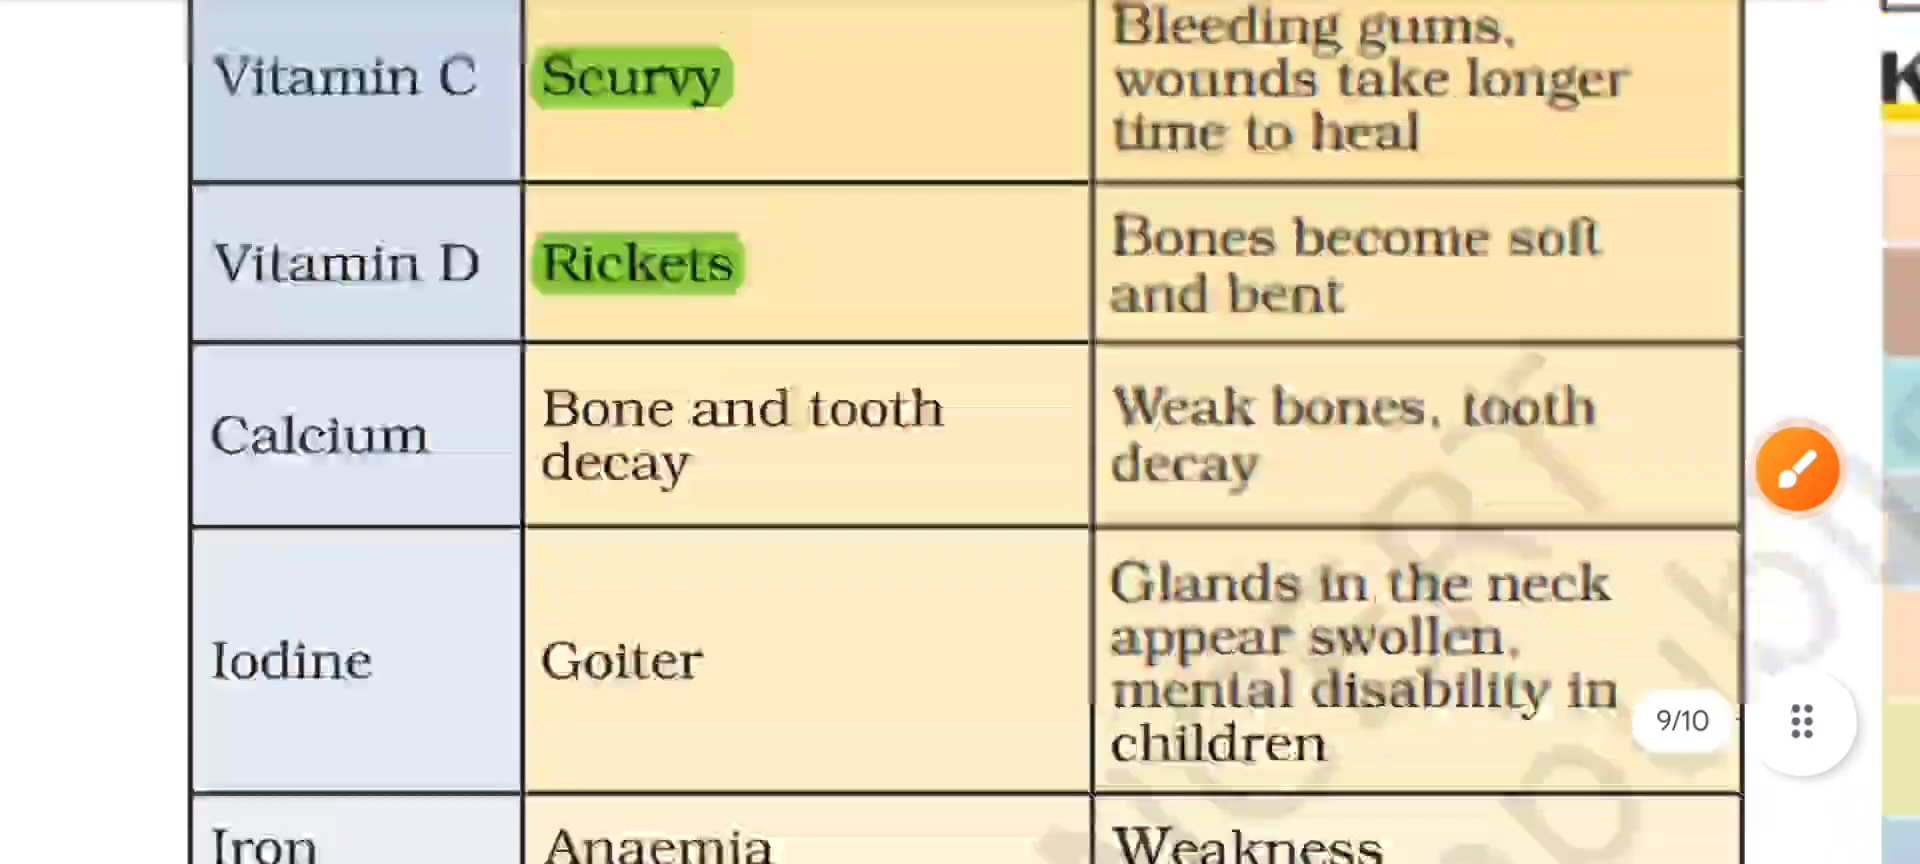 Vitamin C
Scurvy
Bleeding gums,
wounds take longer
time to heal
Vitamin D
Rickets
Bones become soft
and bent
Calcium
Bone and tooth
decay
Weak bones, tooth
decay
Iodine
Goiter
Glands in the neck
appear swollen,
mental disability in
children
9/10
Iron
Anaemia
Weakness
K